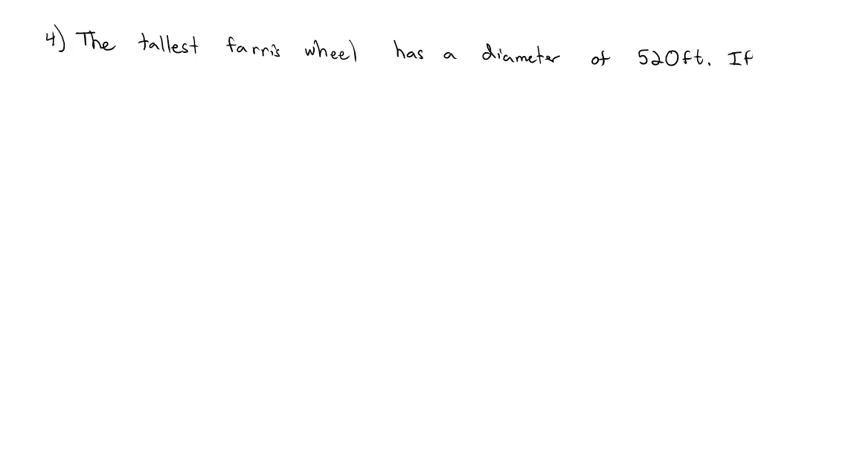 4) The tallest farris wheel has a diameter of 520ft. If